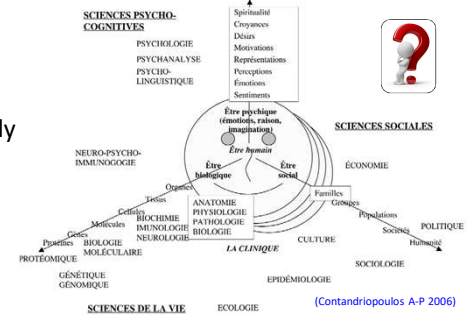 SCIENCES PSYCHO-
COGNITIVES
Spiritualité
Croyances
Désirs
Motivations
Représentations
Perceptions
Émotions
Sentiments
PSYCHOLOGIE
PSYCHANALYSE
PSYCHO-
LINGUISTIQUE
ly
Être psychique
(émotions, raison,
imagination)
Être humain
Être
biologique
Être
social
SCIENCES SOCIALES
NEURO-PSYCHO-
IMMUNOGOGIE
ÉCONOMIE
Organes
Tissus
Cellules
Molécules
Gènes
Protéines
Familles
Groupes
Populations
Sociétés
Humanité
ANATOMIE
PHYSIOLOGIE
PATHOLOGIE
BIOLOGIE
BIOCHIMIE
IMUNOLOGIE
NEUROLOGIE
BIOLOGIE
MOLÉCULAIRE
PROTÉOMIQUE
GÉNÉTIQUE
GÉNOMIQUE
LA CLINIQUE
CULTURE
POLITIQUE
SOCIOLOGIE
EPIDÉMIOLOGIE
SCIENCES DE LA VIE
ECOLOGIE
(Contandriopoulos A-P 2006)